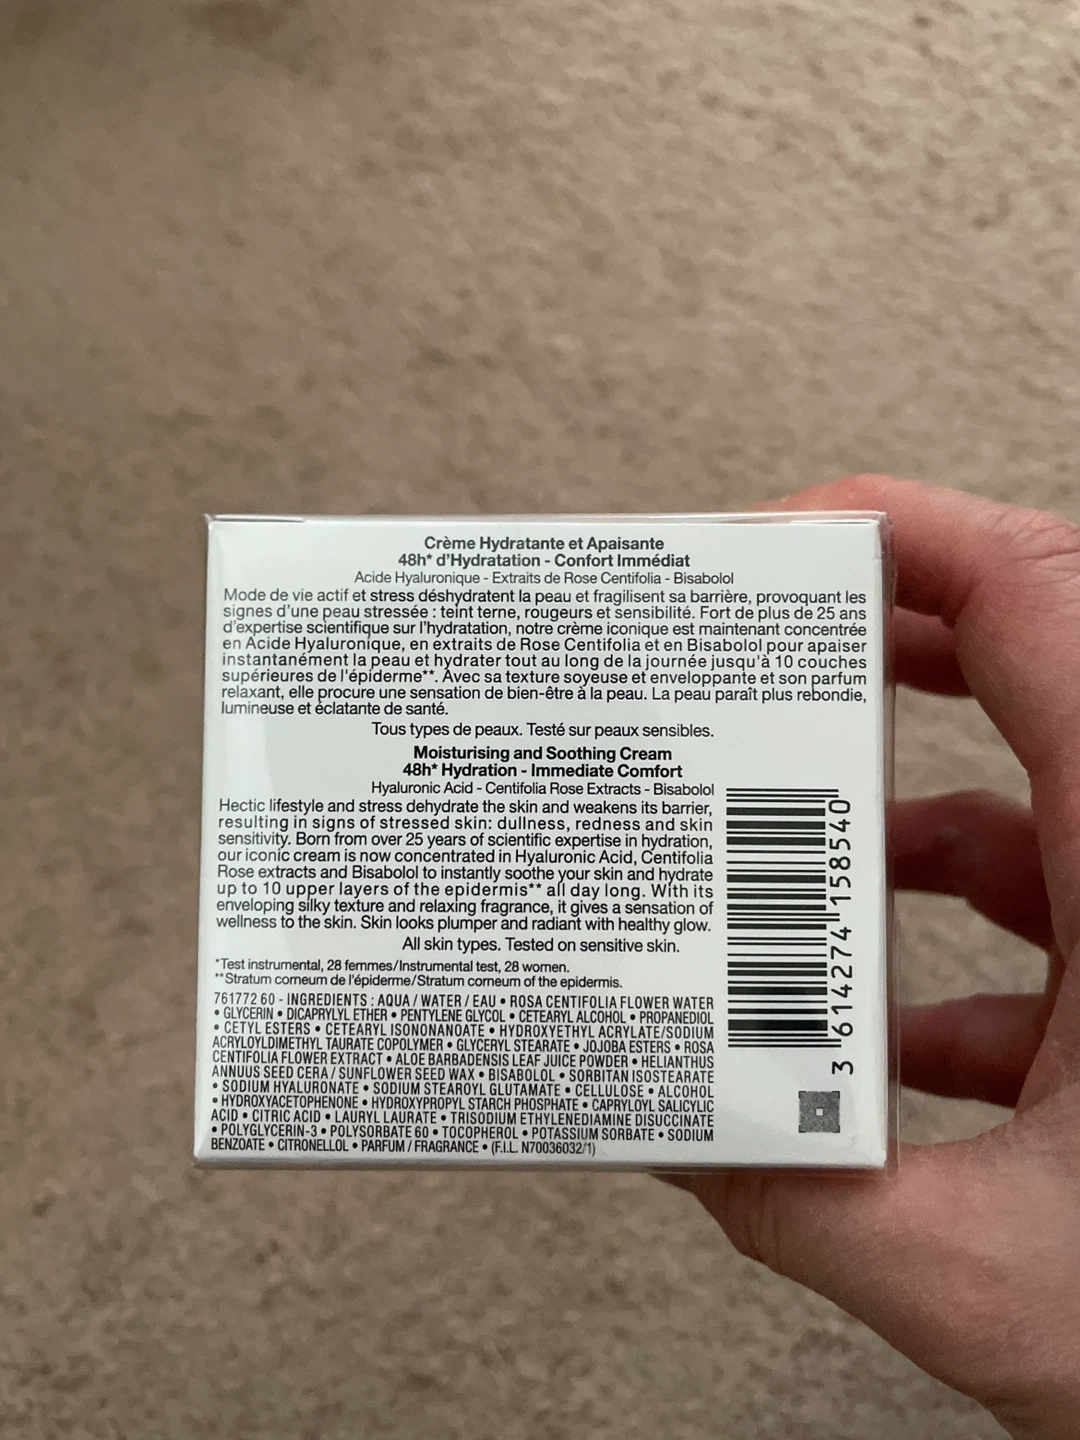 Crème Hydratante et Apaisante
48h* d'Hydratation - Confort Immédiat
Acide Hyaluronique - Extraits de Rose Centifolia - Bisabolol
Mode de vie actif et stress déshydratent la peau et fragilisent sa barrière, provoquant les
signes d'une peau stressée : teint terne, rougeurs et sensibilité. Fort de plus de 25 ans
d'expertise scientifique sur l'hydratation, notre crème iconique est maintenant concentrée
en Acide Hyaluronique, en extraits de Rose Centifolia et en Bisabolol pour apaiser
instantanément la peau et hydrater tout au long de la journée jusqu'à 10 couches
supérieures de l'épiderme**. Avec sa texture soyeuse et enveloppante et son parfum
relaxant, elle procure une sensation de bien-être à la peau. La peau paraît plus rebondie,
lumineuse et éclatante de santé.
Tous types de peaux. Testé sur peaux sensibles.
Moisturising and Soothing Cream
48h* Hydration - Immediate Comfort
Hyaluronic Acid - Centifolia Rose Extracts - Bisabolol
Hectic lifestyle and stress dehydrate the skin and weakens its barrier,
resulting in signs of stressed skin: dullness, redness and skin
sensitivity. Born from over 25 years of scientific expertise in hydration,
our iconic cream is now concentrated in Hyaluronic Acid, Centifolia
Rose extracts and Bisabolol to instantly soothe your skin and hydrate
up to 10 upper layers of the epidermis** all day long. With its
enveloping silky texture and relaxing fragrance, it gives a sensation of
wellness to the skin. Skin looks plumper and radiant with healthy glow.
All skin types. Tested on sensitive skin.
*Test instrumental, 28 femmes/Instrumental test, 28 women.
**Stratum corneum de l'épiderme/Stratum corneum of the epidermis.
761772 60 - INGREDIENTS : AQUA / WATER / EAU • ROSA CENTIFOLIA FLOWER WATER
• GLYCERIN • DICAPRYLYL ETHER • PENTYLENE GLYCOL • CETEARYL ALCOHOL • PROPANEDIOL
• CETYL ESTERS • CETEARYL ISONONANOATE • HYDROXYETHYL ACRYLATE/SODIUM
ACRYLOYLDIMETHYL TAURATE COPOLYMER • GLYCERYL STEARATE • JOJOBA ESTERS • ROSA
CENTIFOLIA FLOWER EXTRACT • ALOE BARBADENSIS LEAF JUICE POWDER • HELIANTHUS
ANNUUS SEED CERA / SUNFLOWER SEED WAX • BISABOLOL • SORBITAN ISOSTEARATE
• SODIUM HYALURONATE • SODIUM STEAROYL GLUTAMATE • CELLULOSE • ALCOHOL
• HYDROXYACETOPHENONE • HYDROXYPROPYL STARCH PHOSPHATE • CAPRYLOYL SALICYLIC
ACID • CITRIC ACID • LAURYL LAURATE • TRISODIUM ETHYLENEDIAMINE DISUCCINATE
• POLYGLYCERIN-3 • POLYSORBATE 60 • TOCOPHEROL • POTASSIUM SORBATE • SODIUM
BENZOATE • CITRONELLOL • PARFUM / FRAGRANCE • (F.I.L. N70036032/1)
3 614274 158540